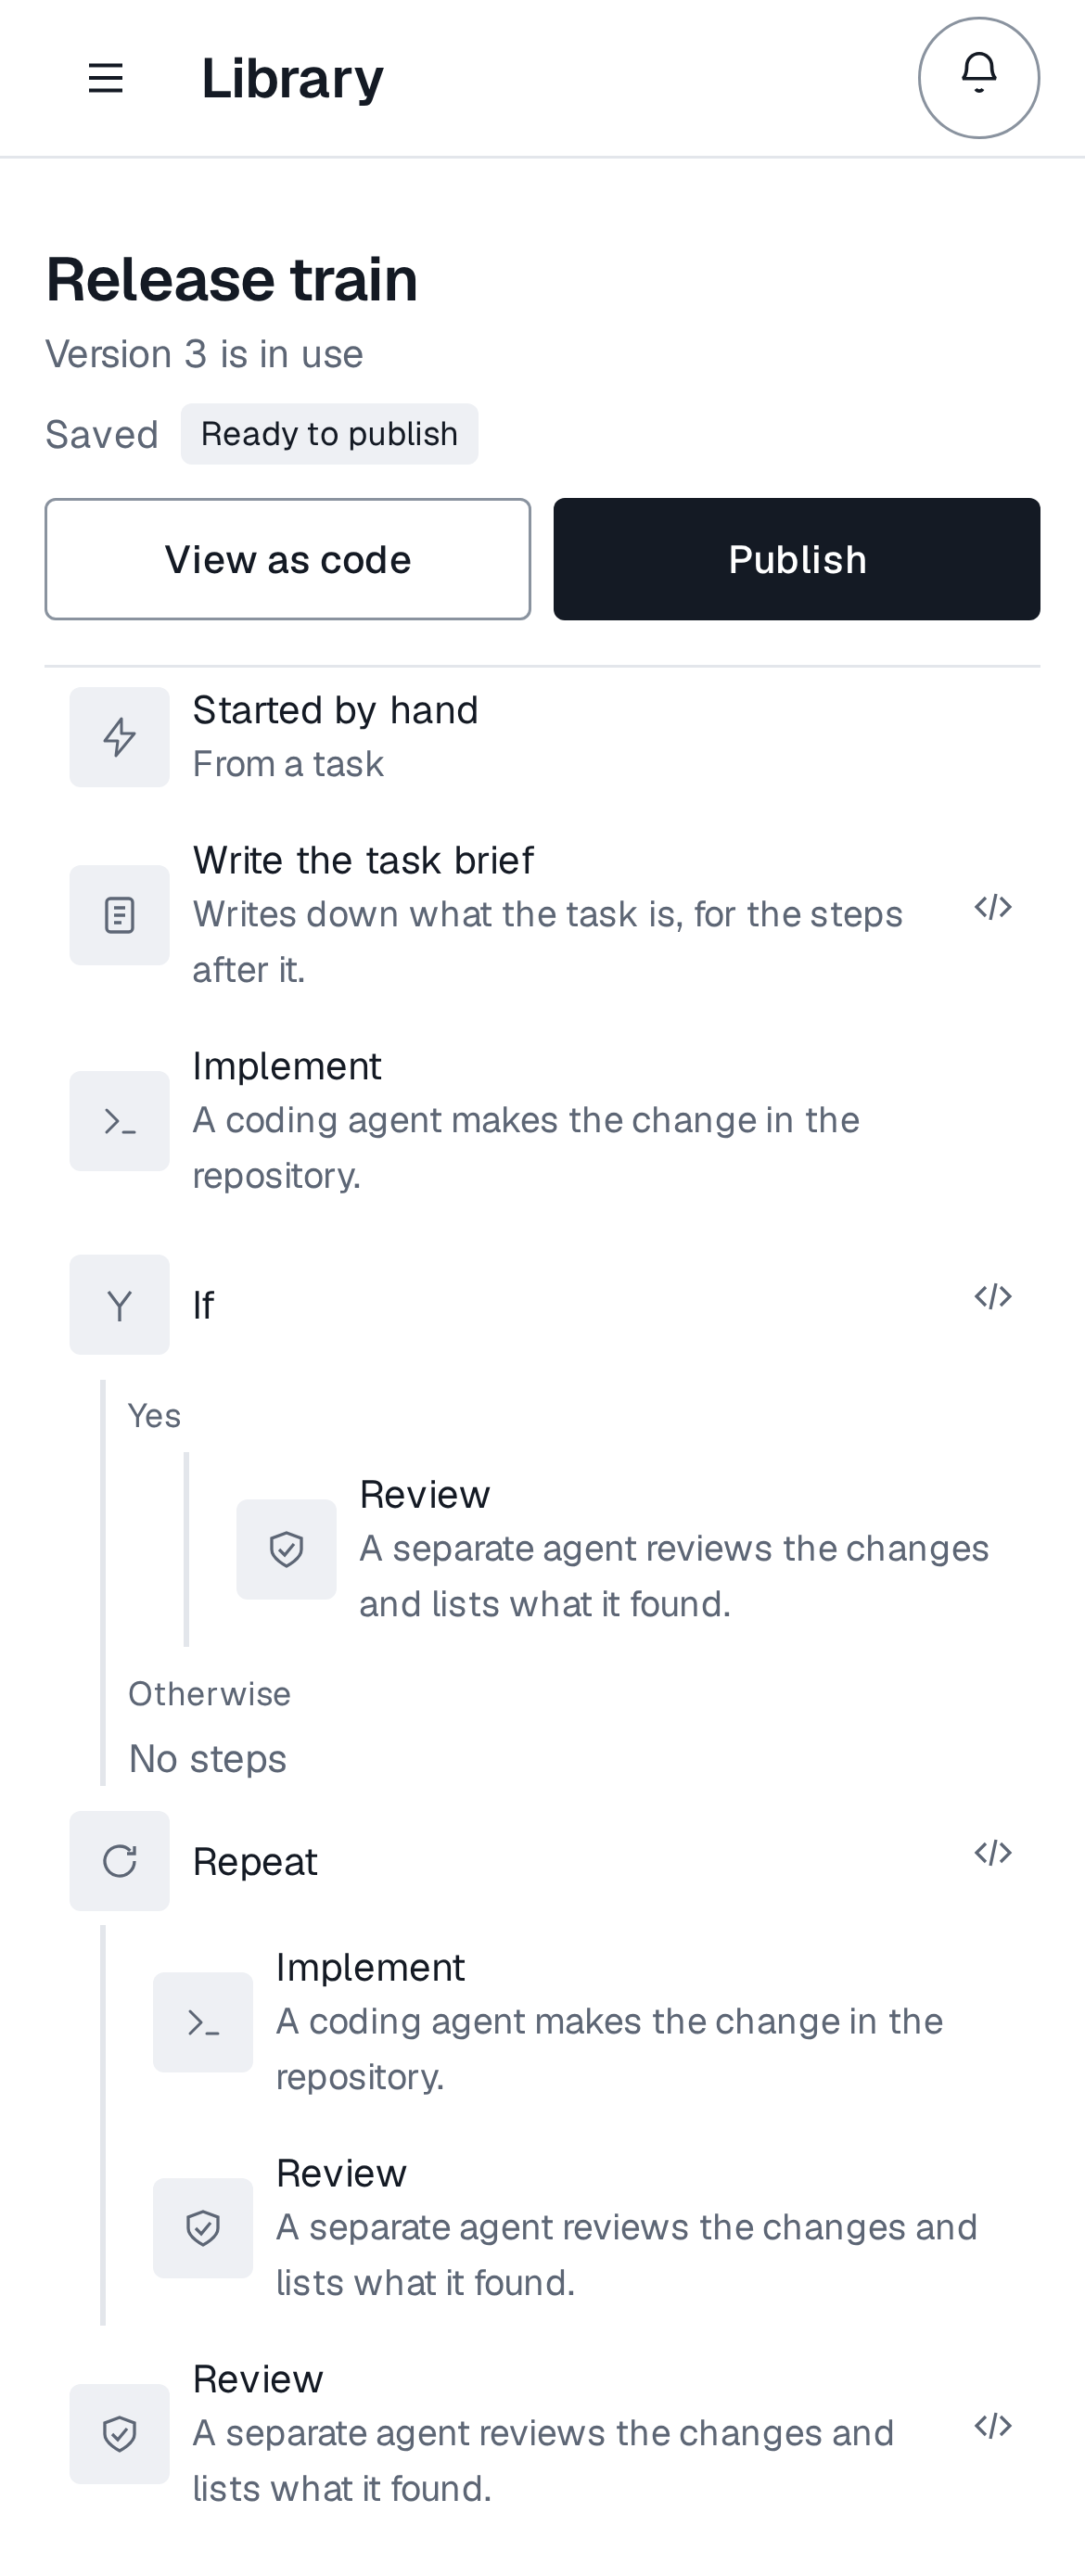 Library
Release train
Version 3 is in use
Saved
Ready to publish
View as code
Publish
Started by hand
From a task
Write the task brief
Writes down what the task is, for the steps
after it.
Implement
A coding agent makes the change in the
repository.
If
Yes
Review
A separate agent reviews the changes
and lists what it found.
Otherwise
No steps
Repeat
Implement
A coding agent makes the change in the
repository.
Review
A separate agent reviews the changes and
lists what it found.
Review
A separate agent reviews the changes and
lists what it found.